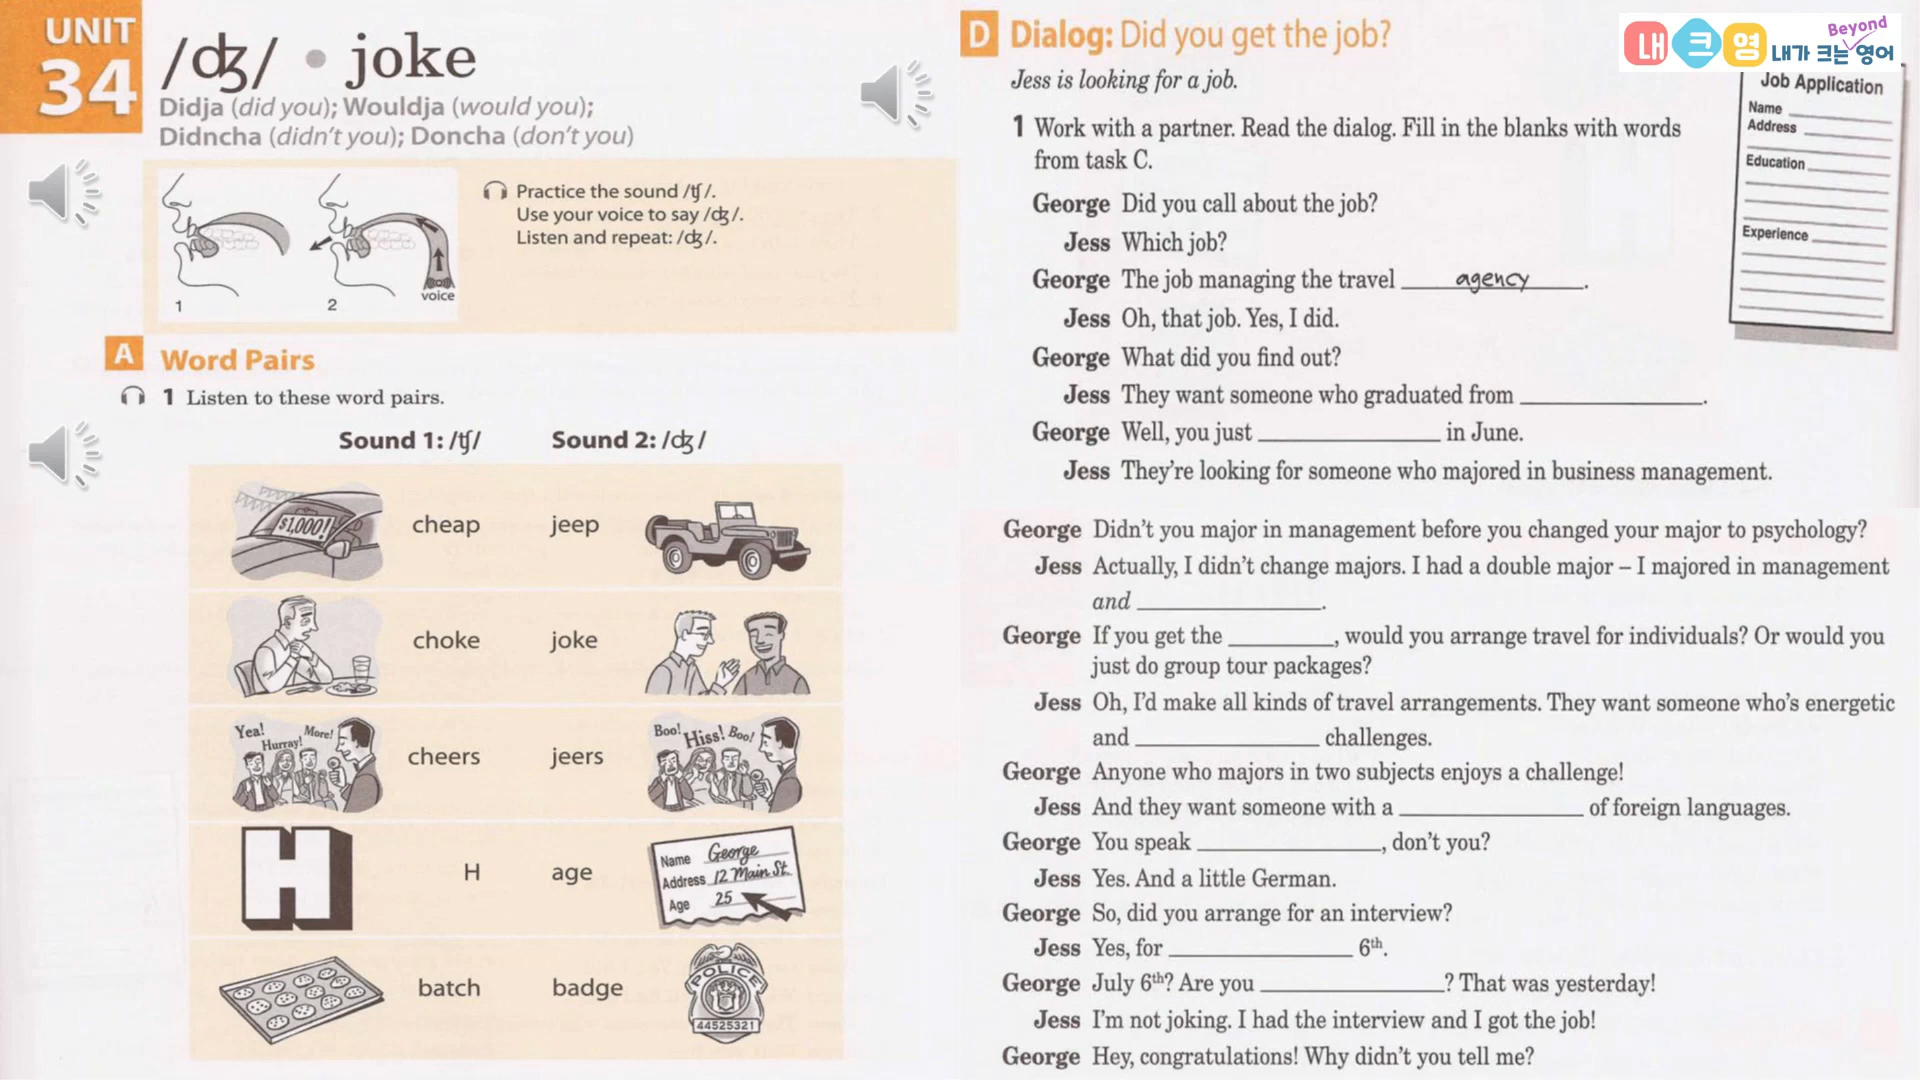 UNIT
34
/ʤ/ • joke
Didja (did you); Wouldja (would you);
Didncha (didn't you); Doncha (don't you)
Practice the sound /ʧ/.
Use your voice to say /ʤ/.
Listen and repeat: /ʤ/.
1
2
voice
A Word Pairs
1 Listen to these word pairs.
Sound 1: /ʧ/ Sound 2: /ʤ/
$1,000!
cheap jeep
choke joke
Yea!
Hurray!
More!
cheers jeers
Boo!
Hiss!
Boo!
H
H age
Name George
Address 12 Main St.
Age 25
batch badge
POLICE
44525321
D Dialog: Did you get the job?
Jess is looking for a job.
내 크 영 내가 크는 영어
Beyond
Job Application
Name
Address
Education
Experience
1 Work with a partner. Read the dialog. Fill in the blanks with words
from task C.
George Did you call about the job?
Jess Which job?
George The job managing the travel agency.
Jess Oh, that job. Yes, I did.
George What did you find out?
Jess They want someone who graduated from ____________.
George Well, you just ____________ in June.
Jess They're looking for someone who majored in business management.
George Didn't you major in management before you changed your major to psychology?
Jess Actually, I didn't change majors. I had a double major – I majored in management
and ____________.
George If you get the ________, would you arrange travel for individuals? Or would you
just do group tour packages?
Jess Oh, I'd make all kinds of travel arrangements. They want someone who's energetic
and ____________ challenges.
George Anyone who majors in two subjects enjoys a challenge!
Jess And they want someone with a ____________ of foreign languages.
George You speak ____________, don't you?
Jess Yes. And a little German.
George So, did you arrange for an interview?
Jess Yes, for ____________ 6th.
George July 6th? Are you ____________? That was yesterday!
Jess I'm not joking. I had the interview and I got the job!
George Hey, congratulations! Why didn't you tell me?